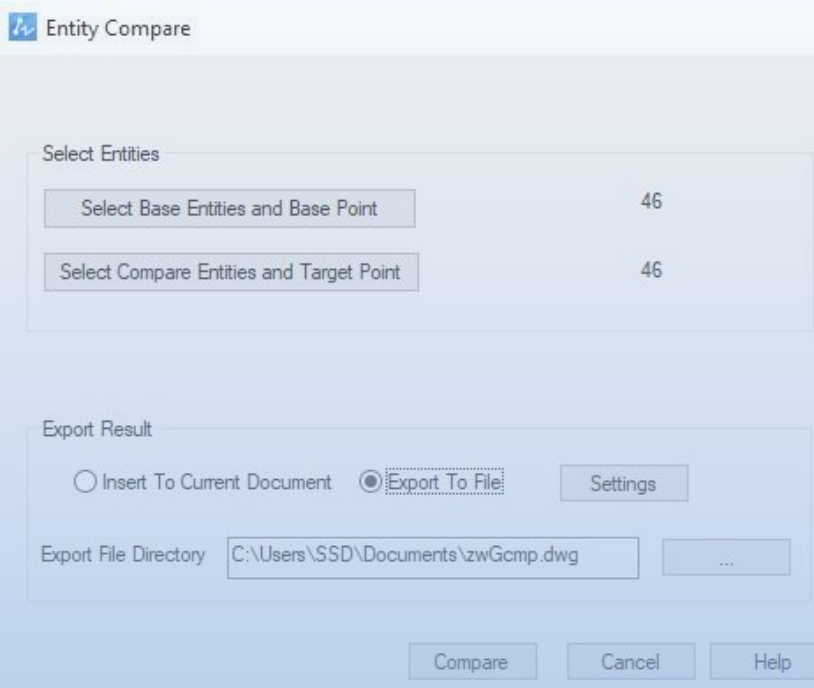 Entity Compare
Select Entities
Select Base Entities and Base Point 46
Select Compare Entities and Target Point 46
Export Result
Insert To Current Document Export To File Settings
Export File Directory C:\Users\SSD\Documents\zwGcmp.dwg ...
Compare Cancel Help